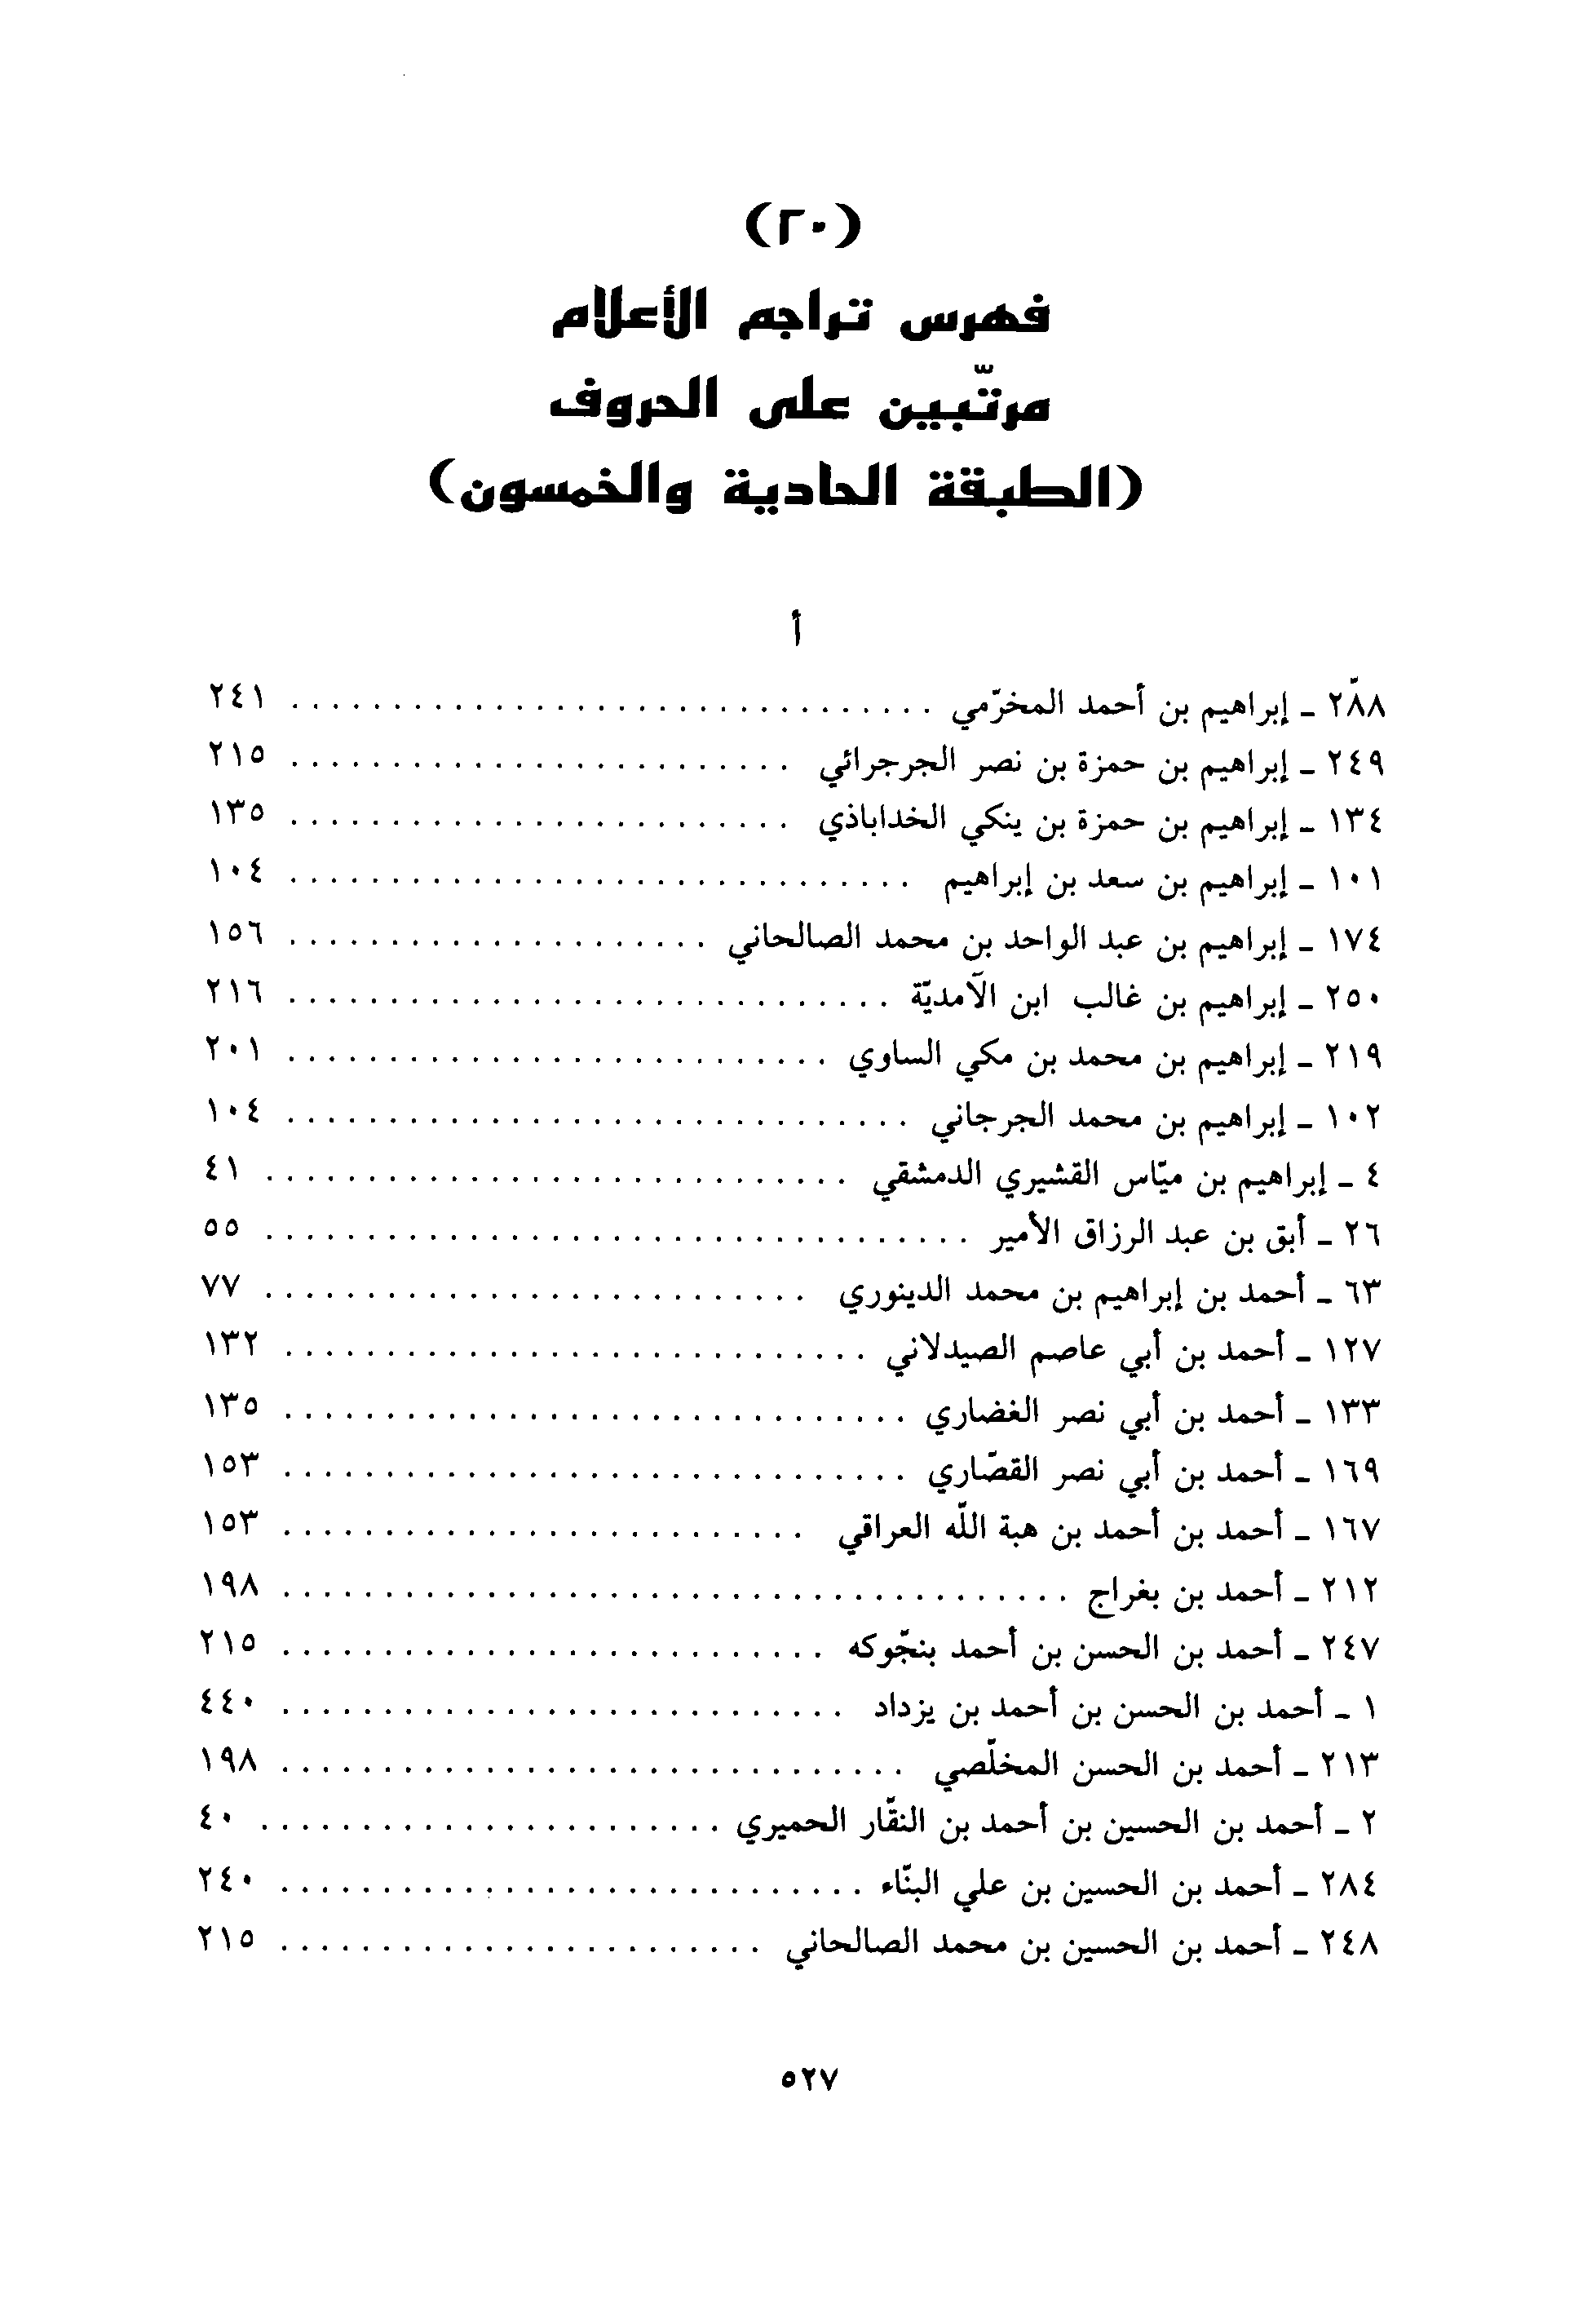 (٢٠)
فهرس تراجم الأعلام
مرتّبين على الحروف
(الطبقة الحادية والخمسون)
أ
٢٨٨ ـ إبراهيم بن أحمد المخرّمي ................................ ٢٤١
٢٤٩ ـ إبراهيم بن حمزة بن نصر الجرجرائي ......................... ٢١٥
١٣٤ ـ إبراهيم بن حمزة بن ينكي الخداباذي ......................... ١٣٥
١٠١ ـ إبراهيم بن سعد بن إبراهيم ............................... ١٠٤
١٧٤ ـ إبراهيم بن عبد الواحد بن محمد الصالحاني ..................... ١٥٦
٢٥٠ ـ إبراهيم بن غالب ابن الآمديّة .............................. ٢١٦
٢١٩ ـ إبراهيم بن محمد بن مكي الساوي ........................... ٢٠١
١٠٢ ـ إبراهيم بن محمد الجرجاني ............................... ١٠٤
٤ ـ إبراهيم بن ميّاس القشيري الدمشقي ............................. ٤١
٢٦ ـ أبق بن عبد الرزاق الأمير ................................... ٥٥
٦٣ ـ أحمد بن إبراهيم بن محمد الدينوري ........................... ٧٧
١٢٧ ـ أحمد بن أبي عاصم الصيدلاني ............................. ١٣٢
١٣٣ ـ أحمد بن أبي نصر الغضاري ............................... ١٣٥
١٦٩ ـ أحمد بن أبي نصر القصّاري ............................... ١٥٣
١٦٧ ـ أحمد بن أحمد بن هبة اللّه العراقي .......................... ١٥٣
٢١٢ ـ أحمد بن بغراج ....................................... ١٩٨
٢٤٧ ـ أحمد بن الحسن بن أحمد بنجّوكه ........................... ٢١٥
١ ـ أحمد بن الحسن بن أحمد بن يزداد ............................ ٤٤٠
٢١٣ ـ أحمد بن الحسن المخلّصي ............................... ١٩٨
٢ ـ أحمد بن الحسين بن أحمد بن النقّار الحميري ....................... ٤٠
٢٨٤ ـ أحمد بن الحسين بن علي البنّاء ............................. ٢٤٠
٢٤٨ ـ أحمد بن الحسين بن محمد الصالحاني ........................ ٢١٥
٥٢٧